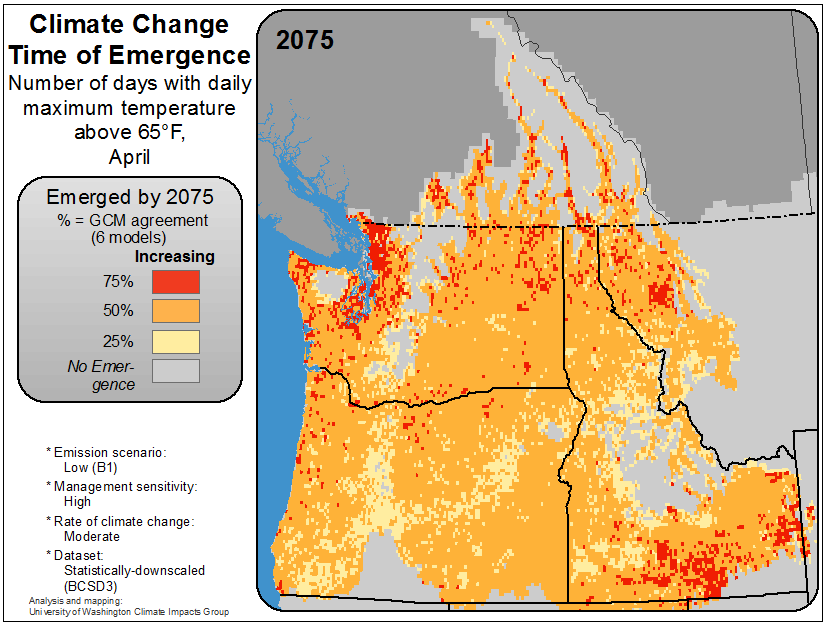 Climate Change
Time of Emergence
Number of days with daily
maximum temperature
above 65°F,
April
2075
Emerged by 2075
% = GCM agreement
(6 models)
Increasing
75%
50%
25%
No Emer-
gence
* Emission scenario:
Low (B1)
* Management sensitivity:
High
* Rate of climate change:
Moderate
* Dataset:
Statistically-downscaled
(BCSD3)
Analysis and mapping:
University of Washington Climate Impacts Group